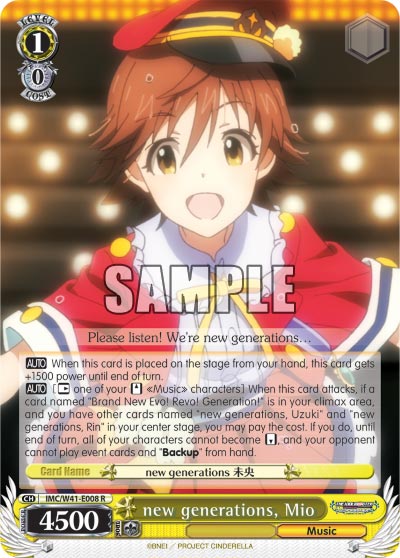 LEVEL
1
0
COST
SAMPLE
Please listen! We're new generations…
AUTO When this card is placed on the stage from your hand, this card gets
+1500 power until end of turn.
AUTO [ one of your «Music» characters] When this card attacks, if a
card named "Brand New Evo! Revo! Generation!" is in your climax area,
and you have other cards named "new generations, Uzuki" and "new
generations, Rin" in your center stage, you may pay the cost. If you do, until
end of turn, all of your characters cannot become , and your opponent
cannot play event cards and "Backup" from hand.
Card Name new generations 未央
CH IMC/W41-E008 R
4500
new generations, Mio
Music
©BNEI / PROJECT CINDERELLA